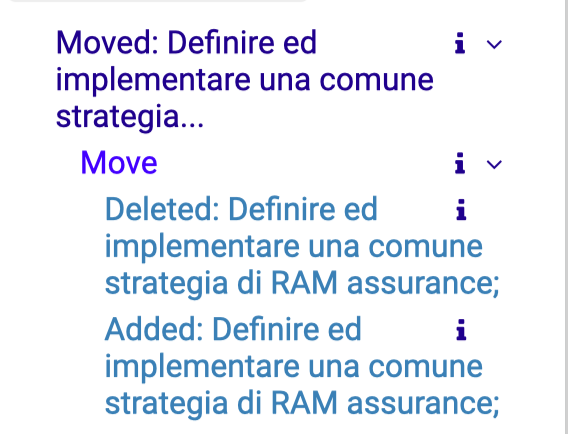 Moved: Definire ed
implementare una comune
strategia...
Move
Deleted: Definire ed
implementare una comune
strategia di RAM assurance;
Added: Definire ed
implementare una comune
strategia di RAM assurance;